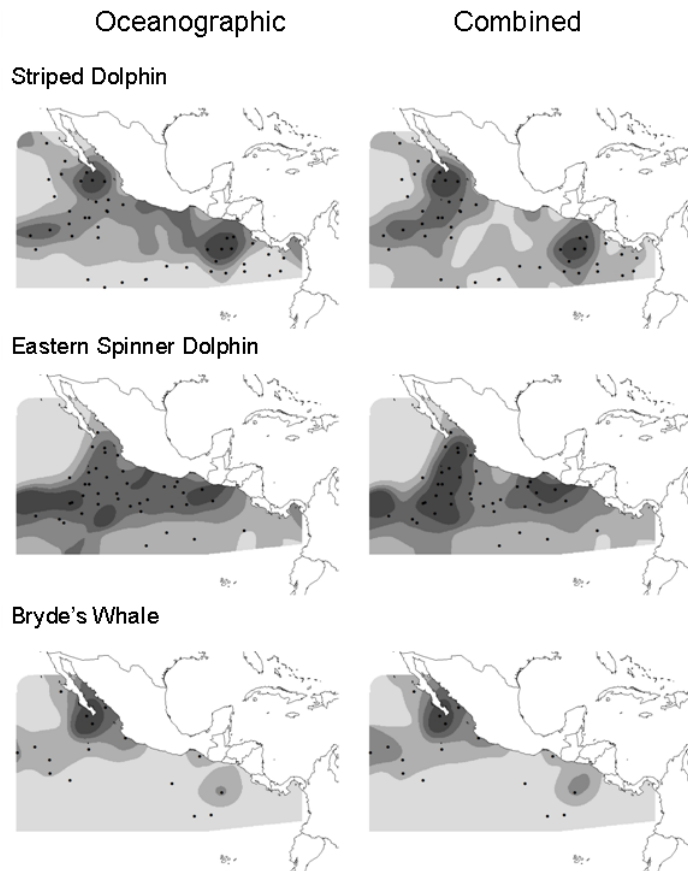 Oceanographic Combined
Striped Dolphin
Eastern Spinner Dolphin
Bryde's Whale